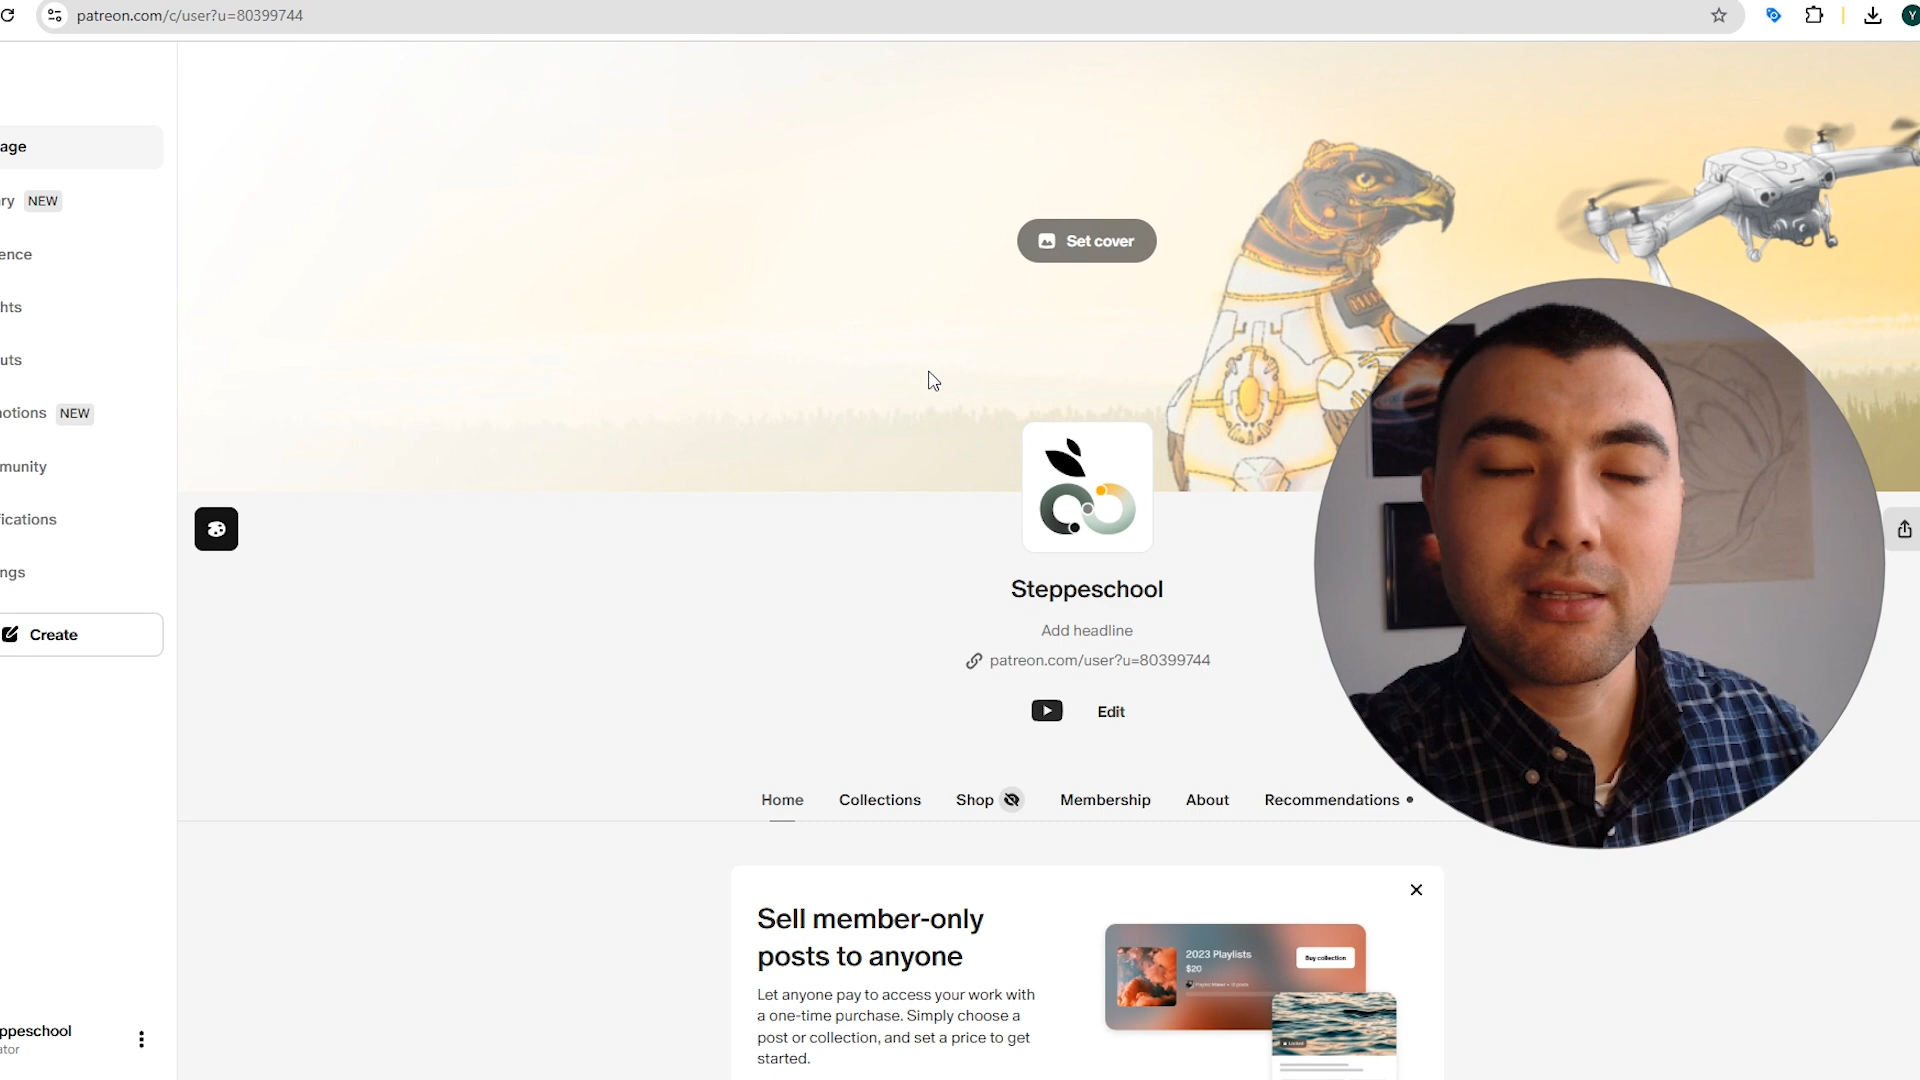 patreon.com/c/user?u=80399744
Y
age
ry NEW
ence
hts
uts
notions NEW
munity
ications
ngs
Create
Set cover
Steppeschool
Add headline
patreon.com/user?u=80399744
Edit
Home Collections Shop Membership About Recommendations
Sell member-only
posts to anyone
Let anyone pay to access your work with
a one-time purchase. Simply choose a
post or collection, and set a price to get
started.
2023 Playlists
$20
Buy collection
Locked
ppeschool
ator